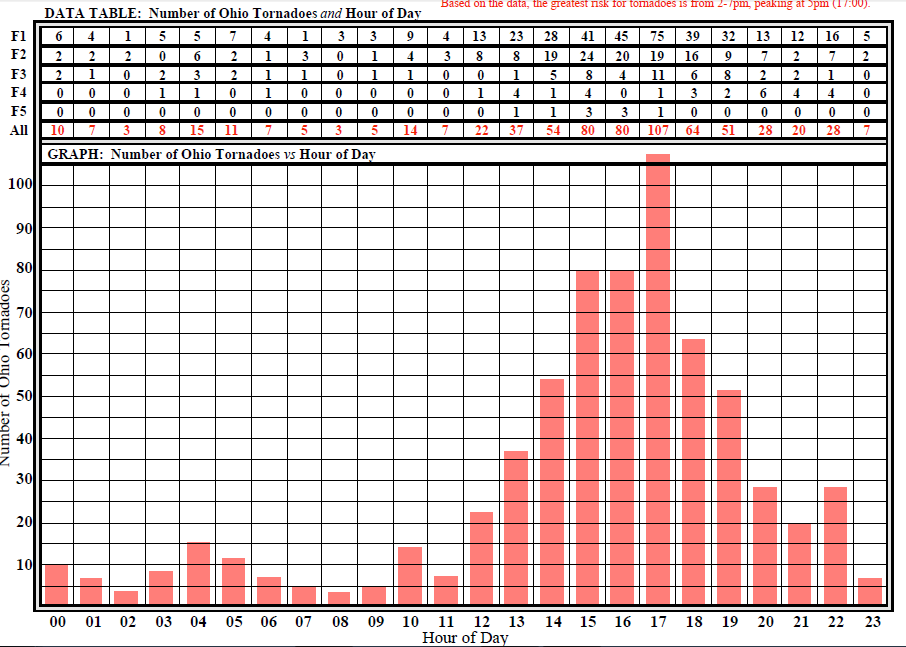 Based on the data, the greatest risk for tornadoes is from 2-7pm, peaking at 5pm (17:00).
DATA TABLE: Number of Ohio Tornadoes and Hour of Day
F1 6 4 1 5 5 7 4 1 3 3 9 4 13 23 28 41 45 75 39 32 13 12 16 5
F2 2 2 2 0 6 2 1 3 0 1 4 3 8 8 19 24 20 19 16 9 7 2 7 2
F3 2 1 0 2 3 2 1 1 0 1 1 0 0 1 5 8 4 11 6 8 2 2 1 0
F4 0 0 0 1 1 0 1 0 0 0 0 0 1 4 1 4 0 1 3 2 6 4 4 0
F5 0 0 0 0 0 0 0 0 0 0 0 0 0 1 1 3 3 1 0 0 0 0 0 0
All 10 7 3 8 15 11 7 5 3 5 14 7 22 37 54 80 80 107 64 51 28 20 28 7
GRAPH: Number of Ohio Tornadoes vs Hour of Day
100
90
80
70
60
50
40
30
20
10
Number of Ohio Tornadoes
00 01 02 03 04 05 06 07 08 09 10 11 12 13 14 15 16 17 18 19 20 21 22 23
Hour of Day